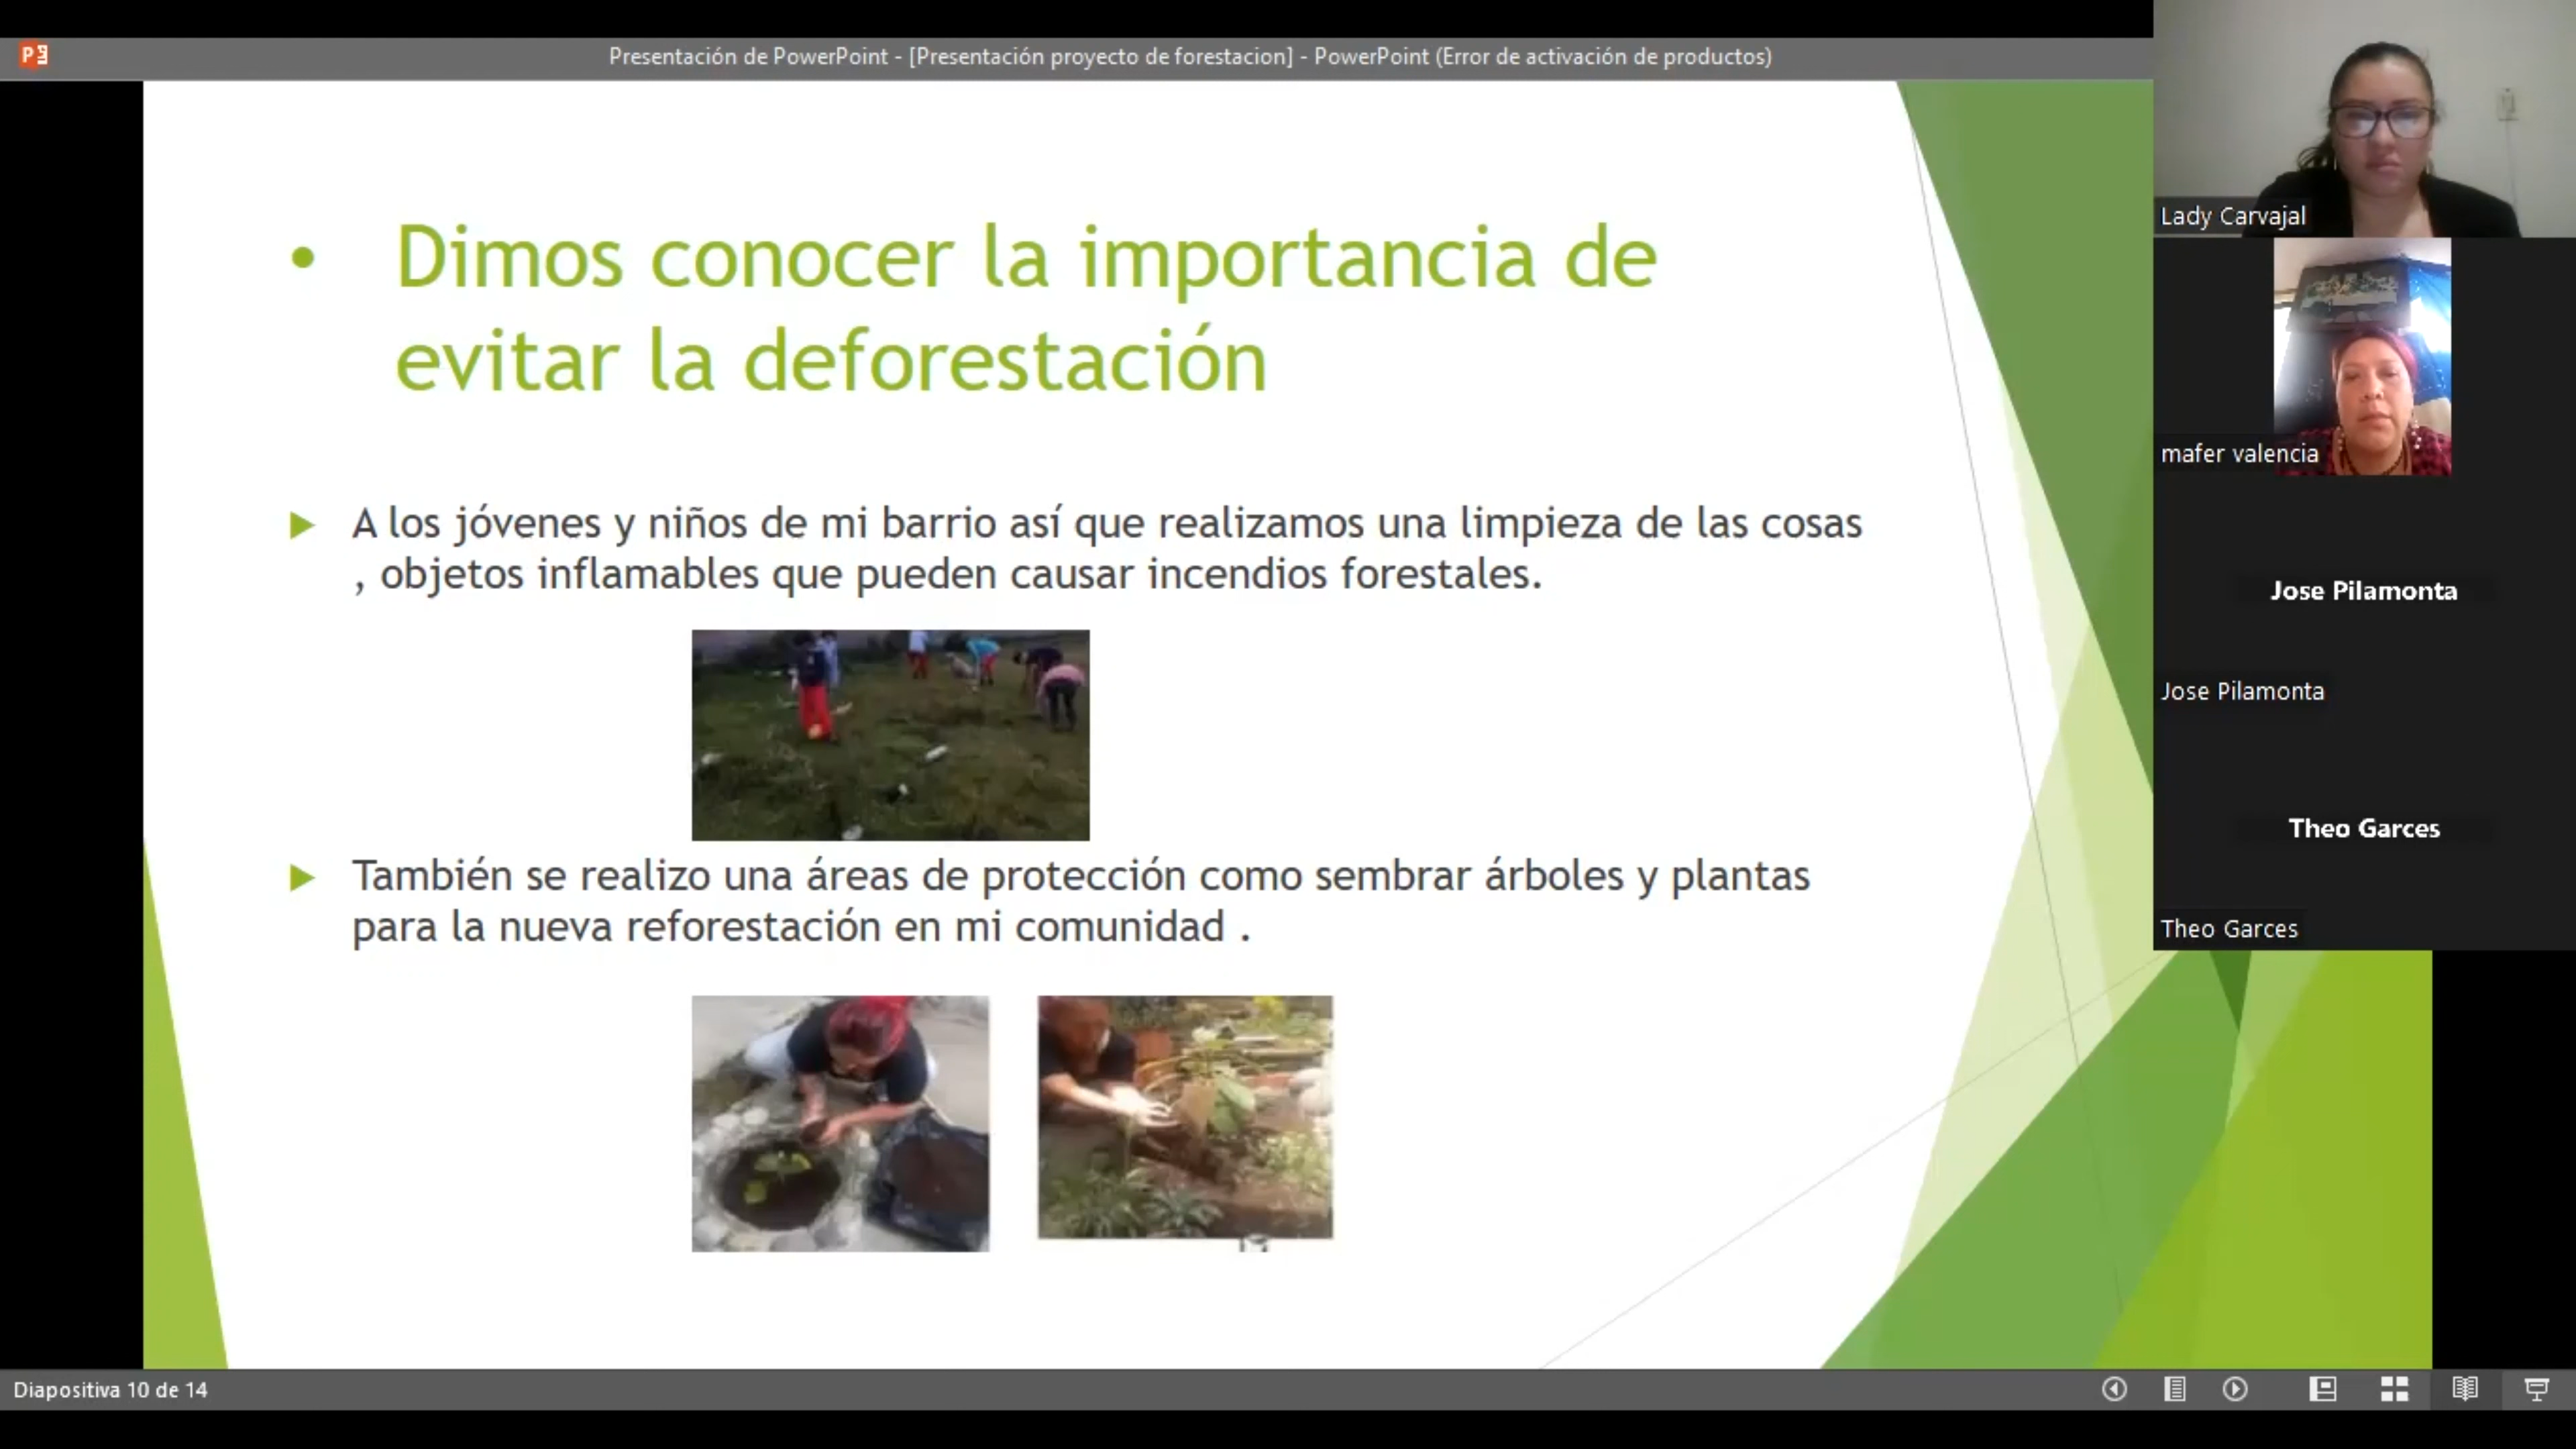 Presentación de PowerPoint - [Presentación proyecto de forestacion] - PowerPoint (Error de activación de productos)
• Dimos conocer la importancia de
evitar la deforestación
A los jóvenes y niños de mi barrio así que realizamos una limpieza de las cosas
, objetos inflamables que pueden causar incendios forestales.
También se realizo una áreas de protección como sembrar árboles y plantas
para la nueva reforestación en mi comunidad .
Lady Carvajal
mafer valencia
Jose Pilamonta
Jose Pilamonta
Theo Garces
Theo Garces
Diapositiva 10 de 14